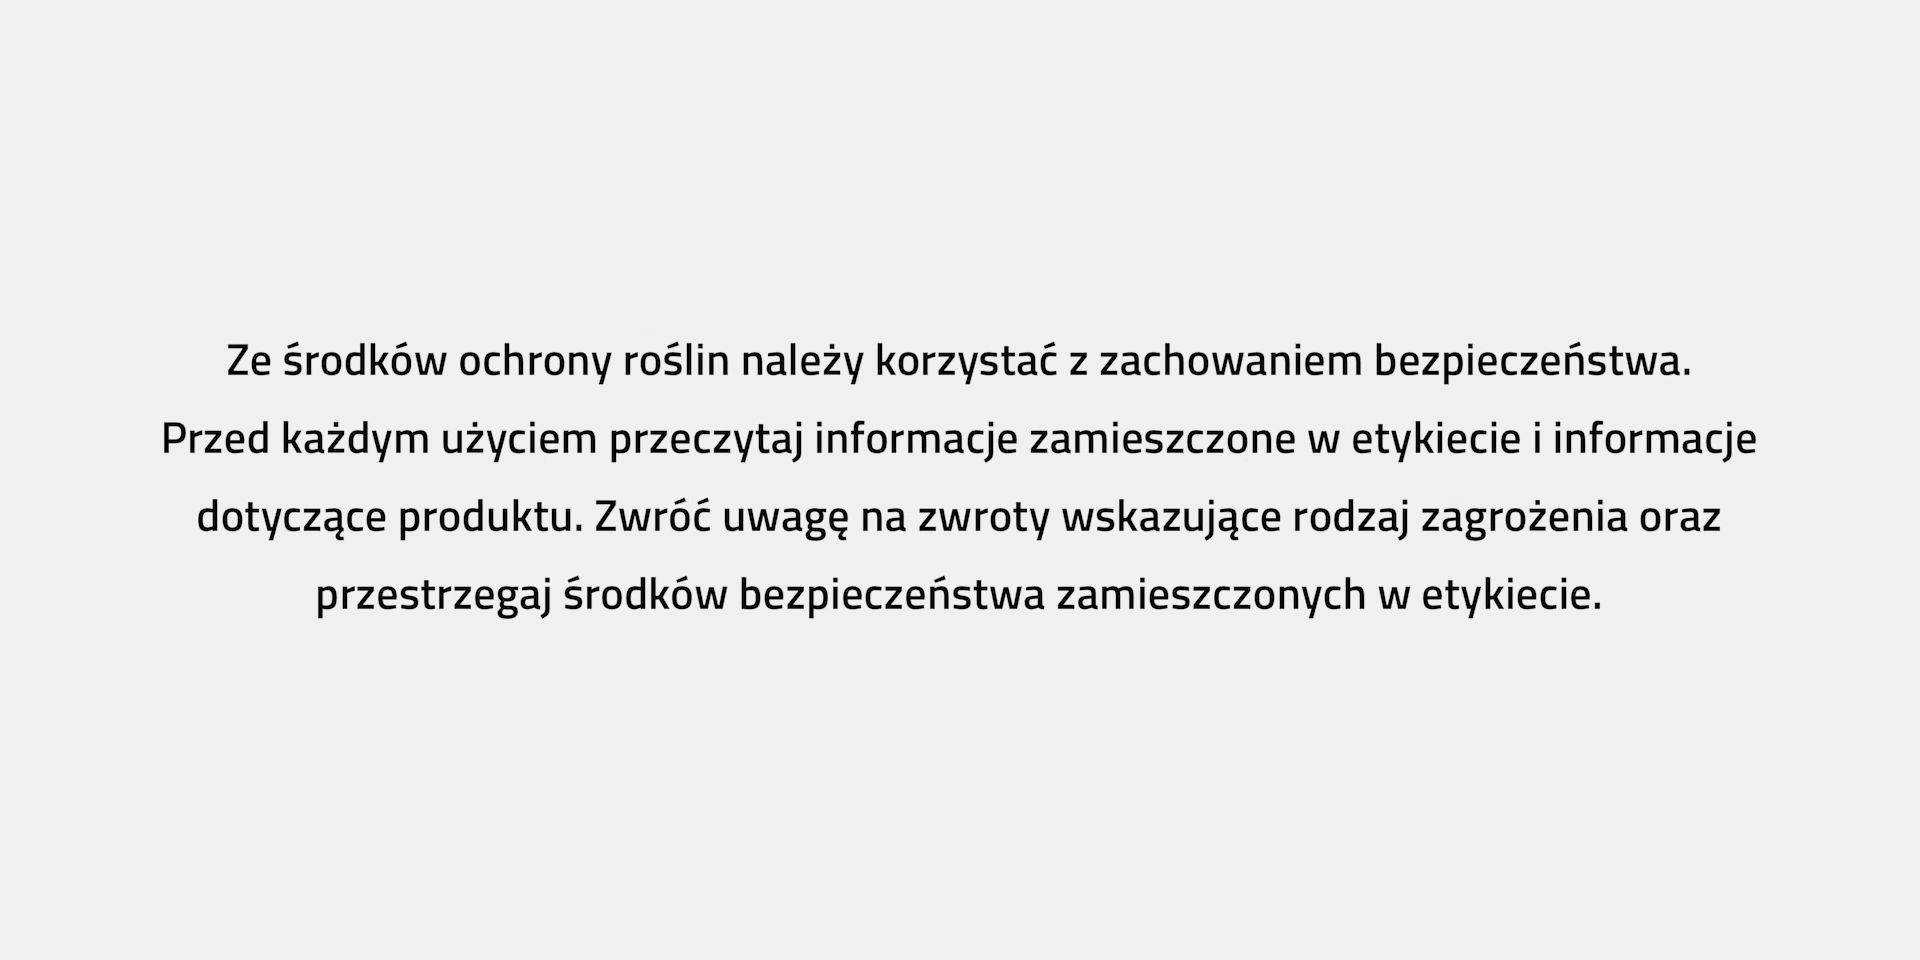 Ze środków ochrony roślin należy korzystać z zachowaniem bezpieczeństwa.
Przed każdym użyciem przeczytaj informacje zamieszczone w etykiecie i informacje
dotyczące produktu. Zwróć uwagę na zwroty wskazujące rodzaj zagrożenia oraz
przestrzegaj środków bezpieczeństwa zamieszczonych w etykiecie.